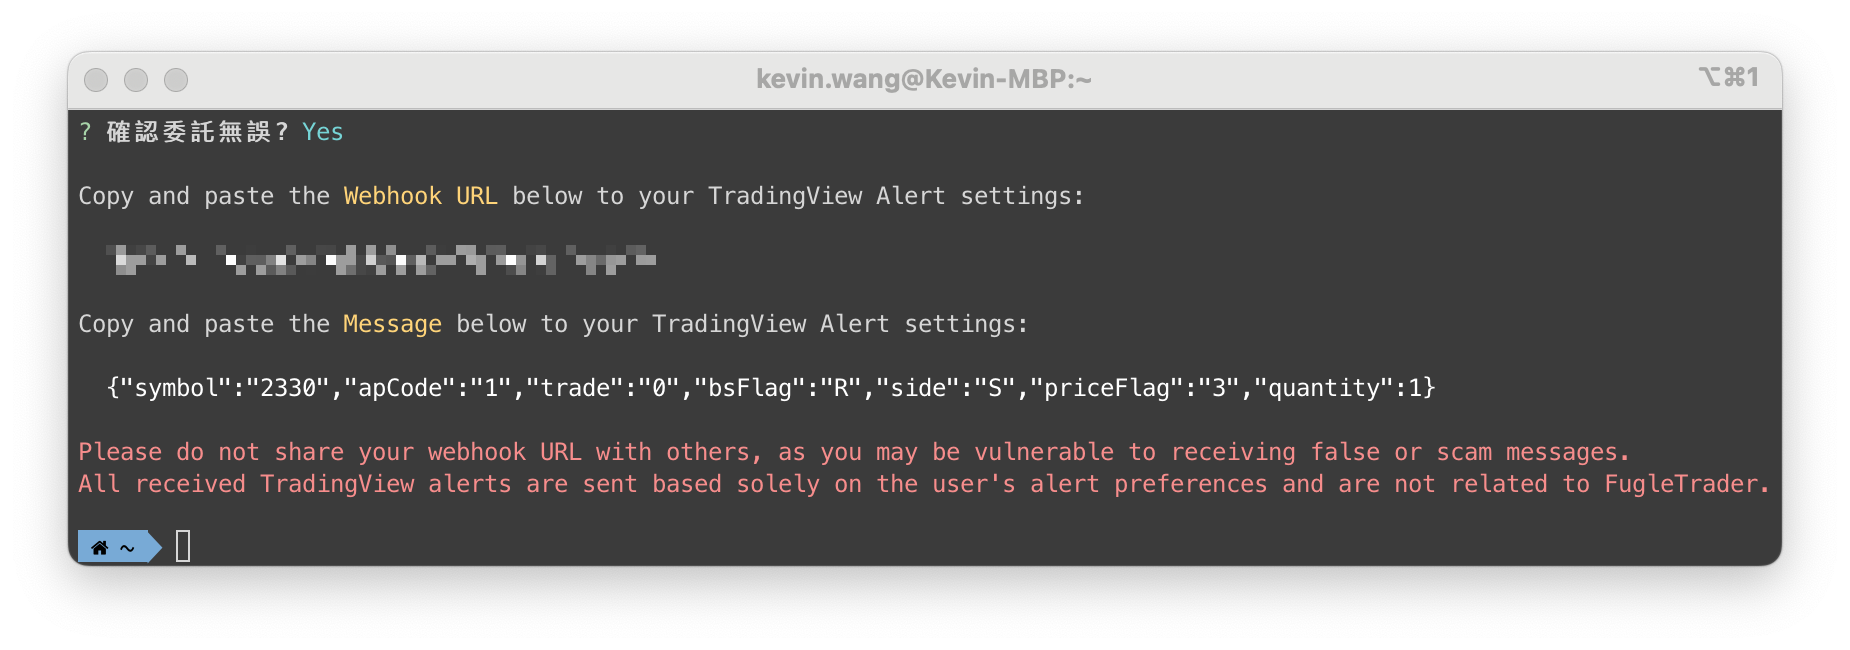 kevin.wang@Kevin-MBP:~
⌥⌘1
? 確認委託無誤? Yes
Copy and paste the Webhook URL below to your TradingView Alert settings:
Copy and paste the Message below to your TradingView Alert settings:
{"symbol":"2330","apCode":"1","trade":"0","bsFlag":"R","side":"S","priceFlag":"3","quantity":1}
Please do not share your webhook URL with others, as you may be vulnerable to receiving false or scam messages.
All received TradingView alerts are sent based solely on the user's alert preferences and are not related to FugleTrader.
~